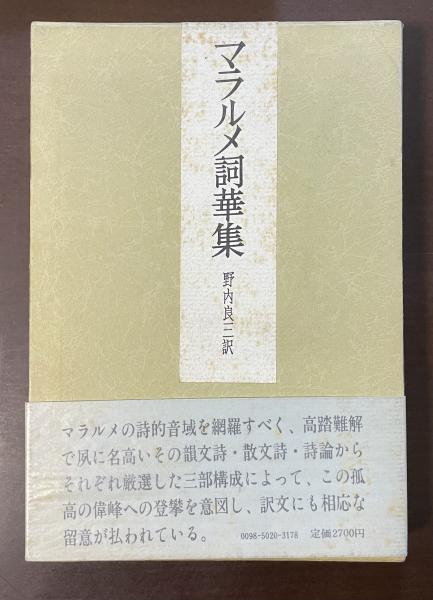 マラルメ詞華集
野内良三訳
マラルメの詩的音域を網羅すべく、高踏難解
で夙に名高いその韻文詩・散文詩・詩論から
それぞれ厳選した三部構成によって、この孤
高の偉峰への登攀を意図し、訳文にも相応な
留意が払われている。
0098-5020-3178 定価2700円